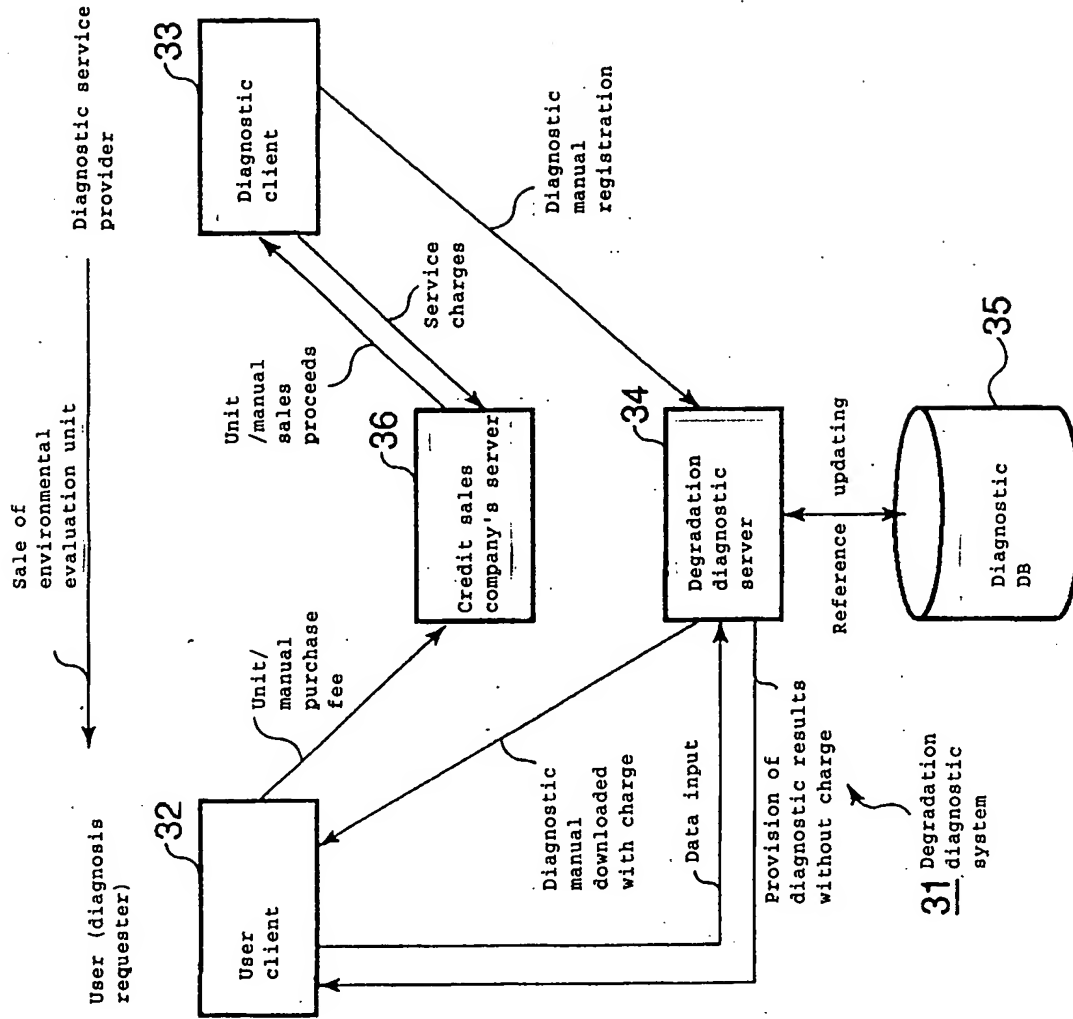 Sale of
environmental
evaluation unit
User (diagnosis
requester)
Diagnostic service
provider
32
User
client
33
Diagnostic
client
Unit/
manual
purchase
fee
Unit
/manual
sales
proceeds
Service
charges
36
Credit sales
company's server
Diagnostic
manual
registration
Diagnostic
manual
downloaded
with charge
34
Degradation
diagnostic
server
Data input
Provision of
diagnostic results
without charge
Reference updating
35
Diagnostic
DB
31 Degradation
diagnostic
system